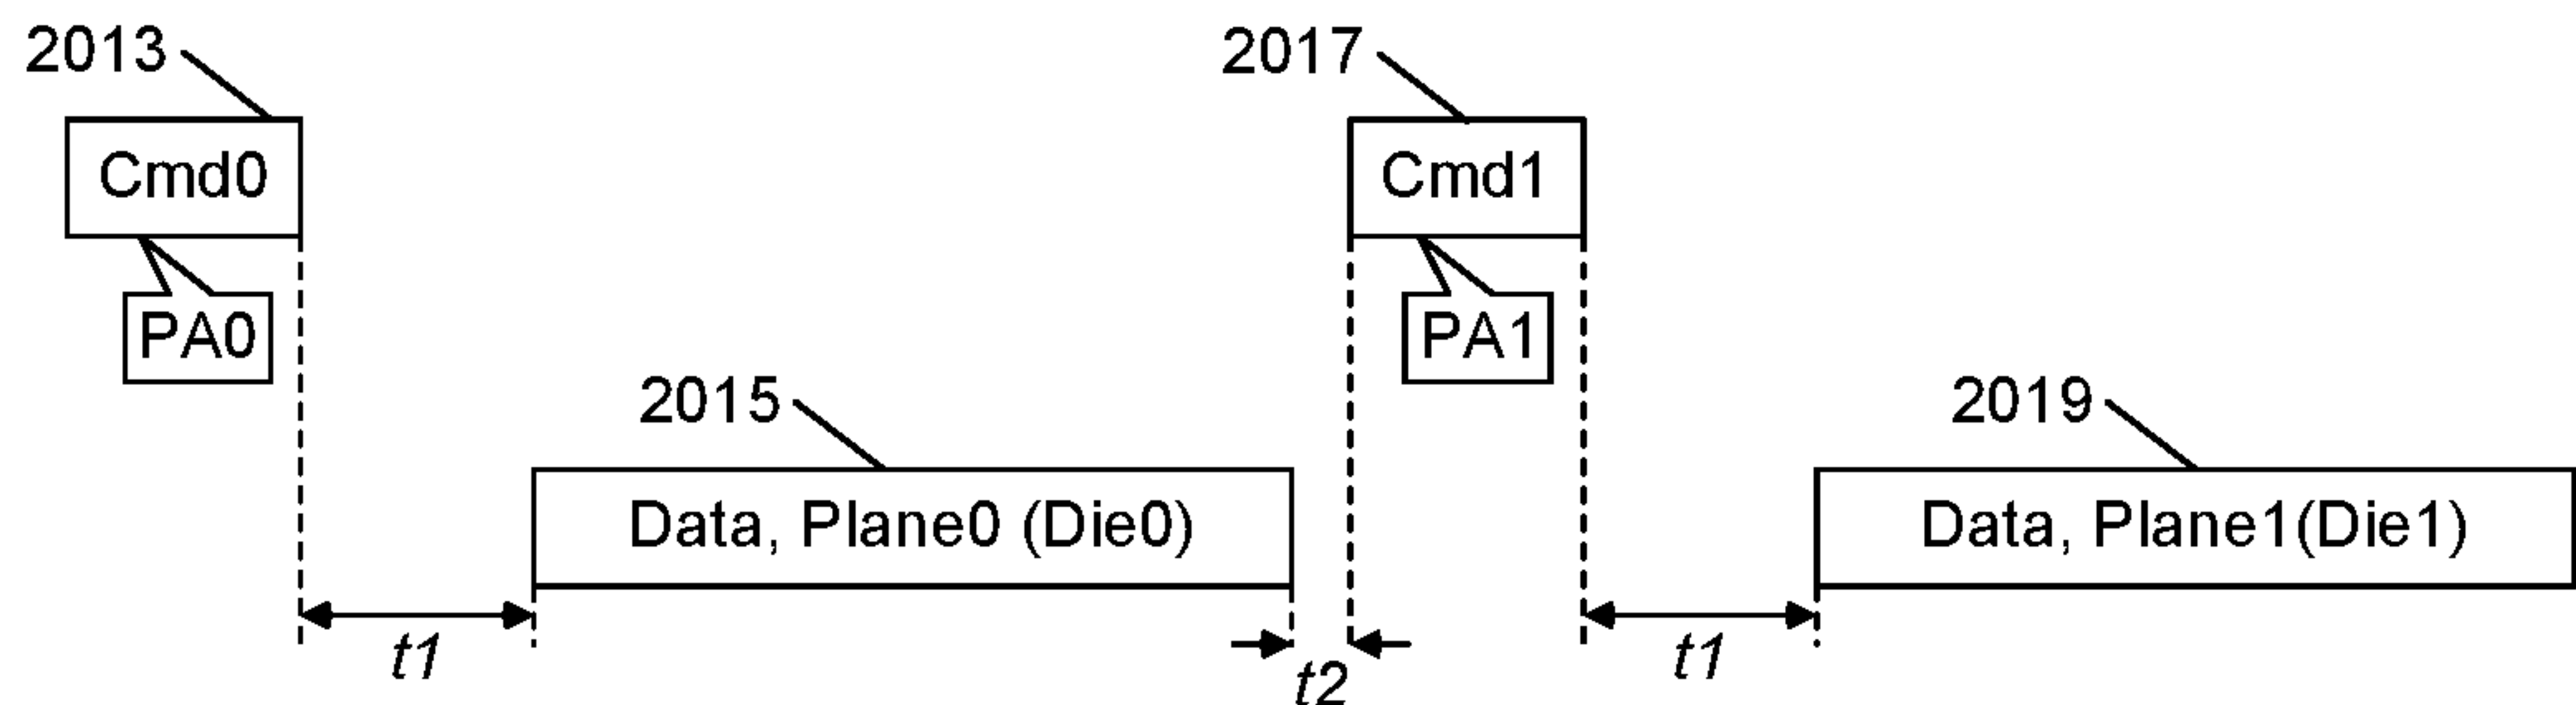 2013
2017
Cmd0
Cmd1
PA0
PA1
2015
2019
Data, Plane0 (Die0)
Data, Plane1(Die1)
t1
t2
t1